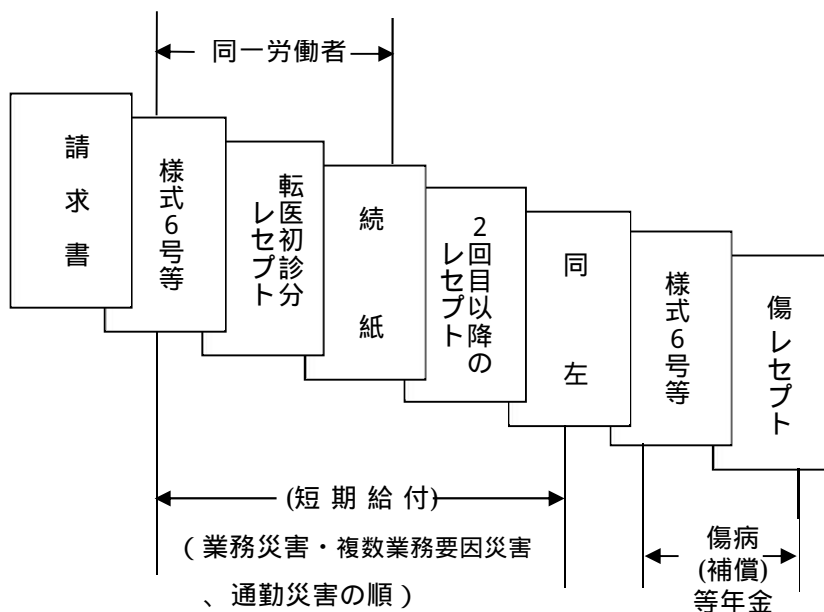 同一労働者
請求書
様式6号等
転医初診分
レセプト
続紙
2回目以降の
レセプト
同左
様式6号等
傷レセプト
(短期給付)
(業務災害・複数業務要因災害
、通勤災害の順)
傷病
(補償)
等年金